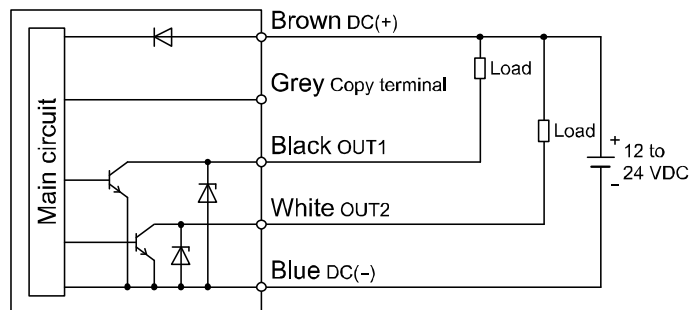 Main circuit
Brown DC(+)
Grey Copy terminal
Black OUT1
White OUT2
Blue DC(−)
Load
Load
+
12 to
24 VDC
−